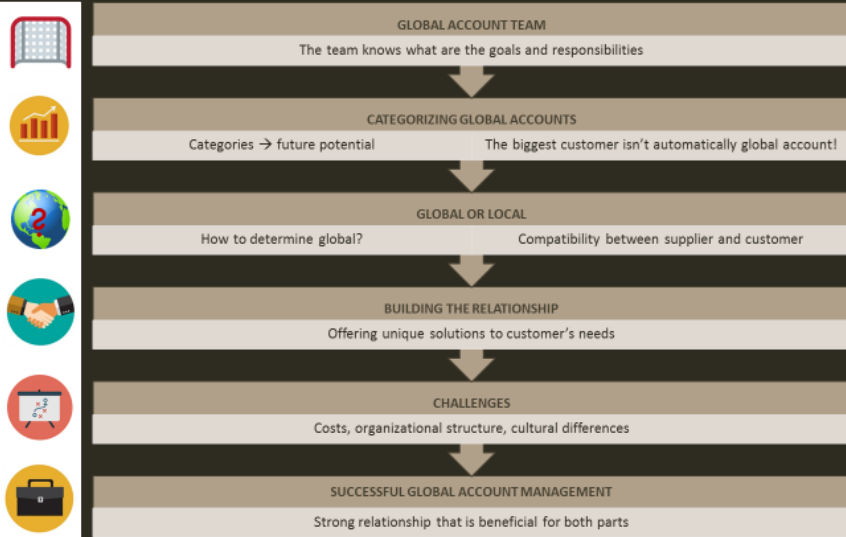 GLOBAL ACCOUNT TEAM
The team knows what are the goals and responsibilities
CATEGORIZING GLOBAL ACCOUNTS
Categories → future potential
The biggest customer isn't automatically global account!
GLOBAL OR LOCAL
How to determine global?
Compatibility between supplier and customer
BUILDING THE RELATIONSHIP
Offering unique solutions to customer's needs
CHALLENGES
Costs, organizational structure, cultural differences
SUCCESSFUL GLOBAL ACCOUNT MANAGEMENT
Strong relationship that is beneficial for both parts